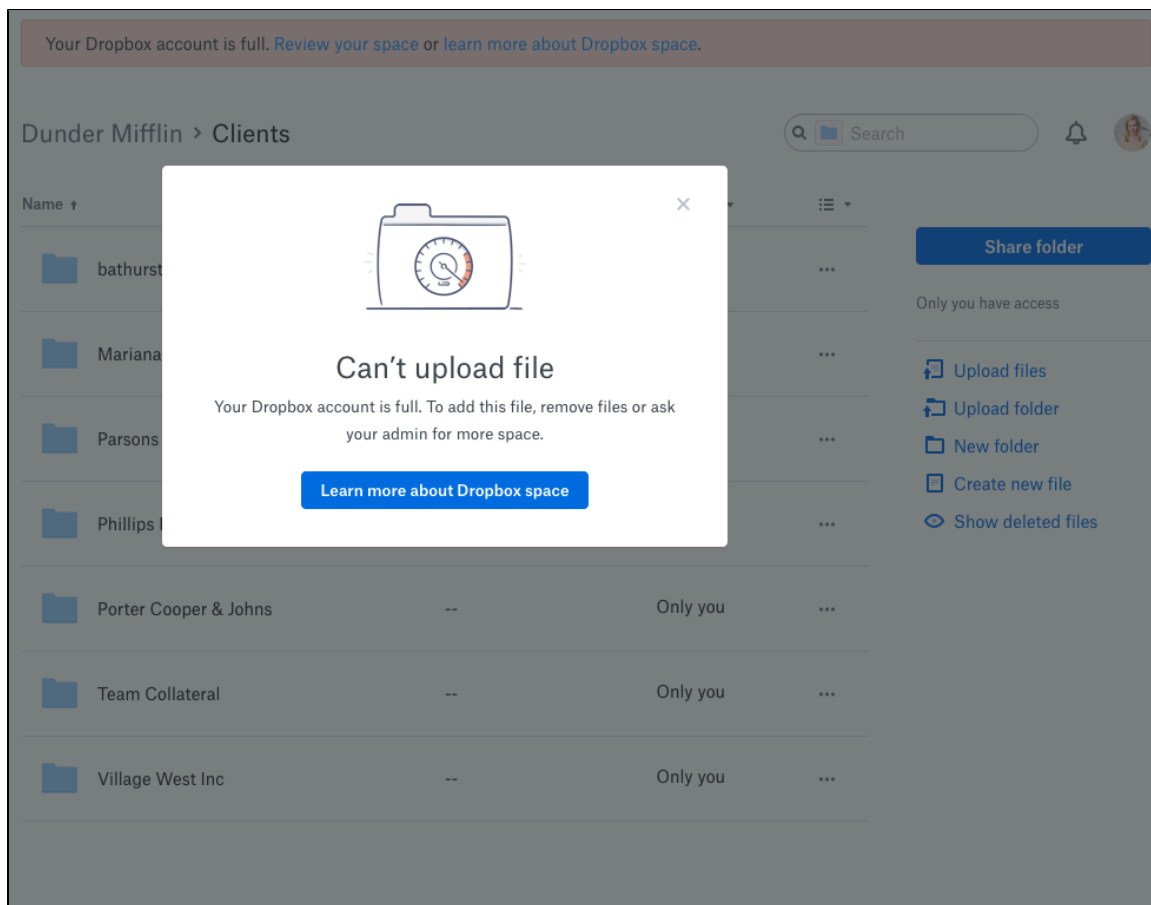 Your Dropbox account is full. Review your space or learn more about Dropbox space.
Dunder Mifflin › Clients
Search
Name ↑
Share folder
bathurst
Only you have access
Mariana
Can't upload file
Your Dropbox account is full. To add this file, remove files or ask
your admin for more space.
Learn more about Dropbox space
Upload files
Upload folder
Parsons
New folder
Create new file
Phillips
Show deleted files
Porter Cooper & Johns -- Only you
Team Collateral -- Only you
Village West Inc -- Only you